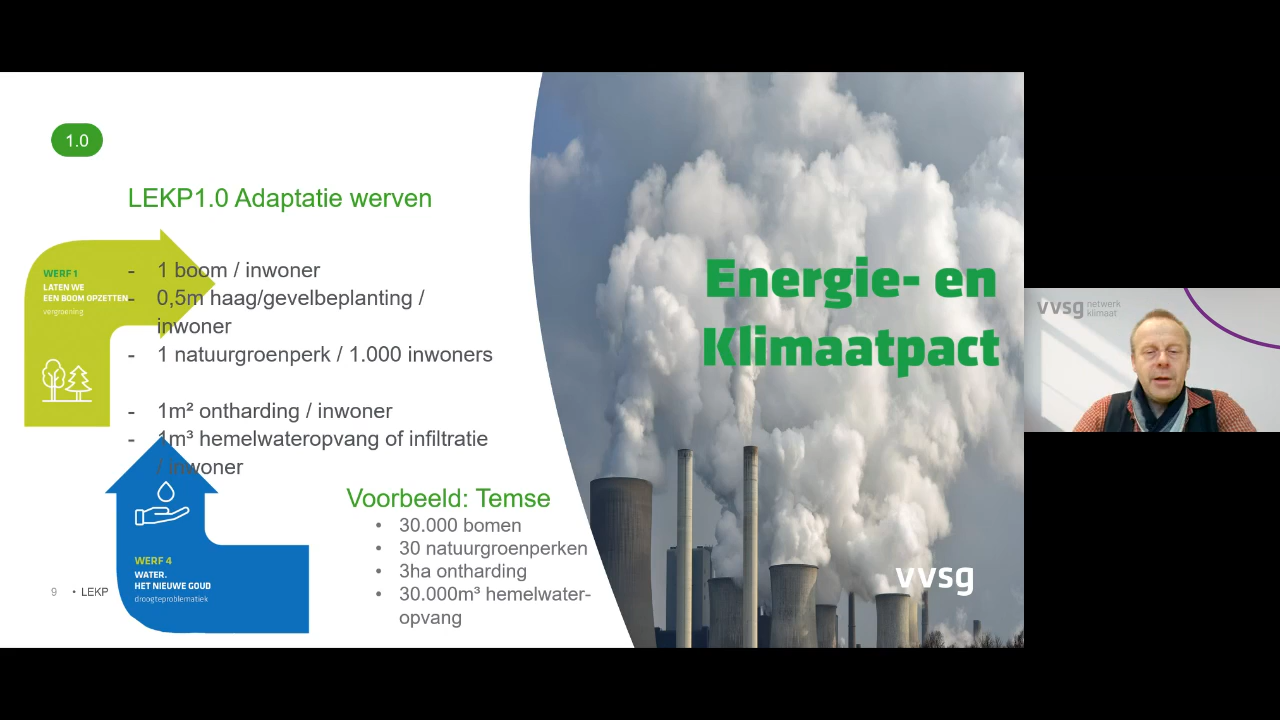 1.0
LEKP1.0 Adaptatie werven
WERF 1
LATEN WE
EEN BOOM OPZETTEN
vergroening
- 1 boom / inwoner
- 0,5m haag/gevelbeplanting /
inwoner
- 1 natuurgroenperk / 1.000 inwoners
- 1m² ontharding / inwoner
- 1m³ hemelwateropvang of infiltratie
/ inwoner
WERF 4
WATER.
HET NIEUWE GOUD
droogteproblematiek
Voorbeeld: Temse
• 30.000 bomen
• 30 natuurgroenperken
• 3ha ontharding
• 30.000m³ hemelwater-
opvang
9 • LEKP
Energie- en
Klimaatpact
vvsg
vvsg netwerk
klimaat